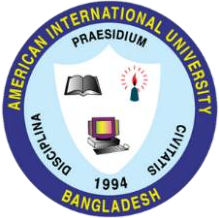 AMERICAN INTERNATIONAL UNIVERSITY
PRAESIDIUM
DISCIPLINA
CIVITATIS
1994
BANGLADESH